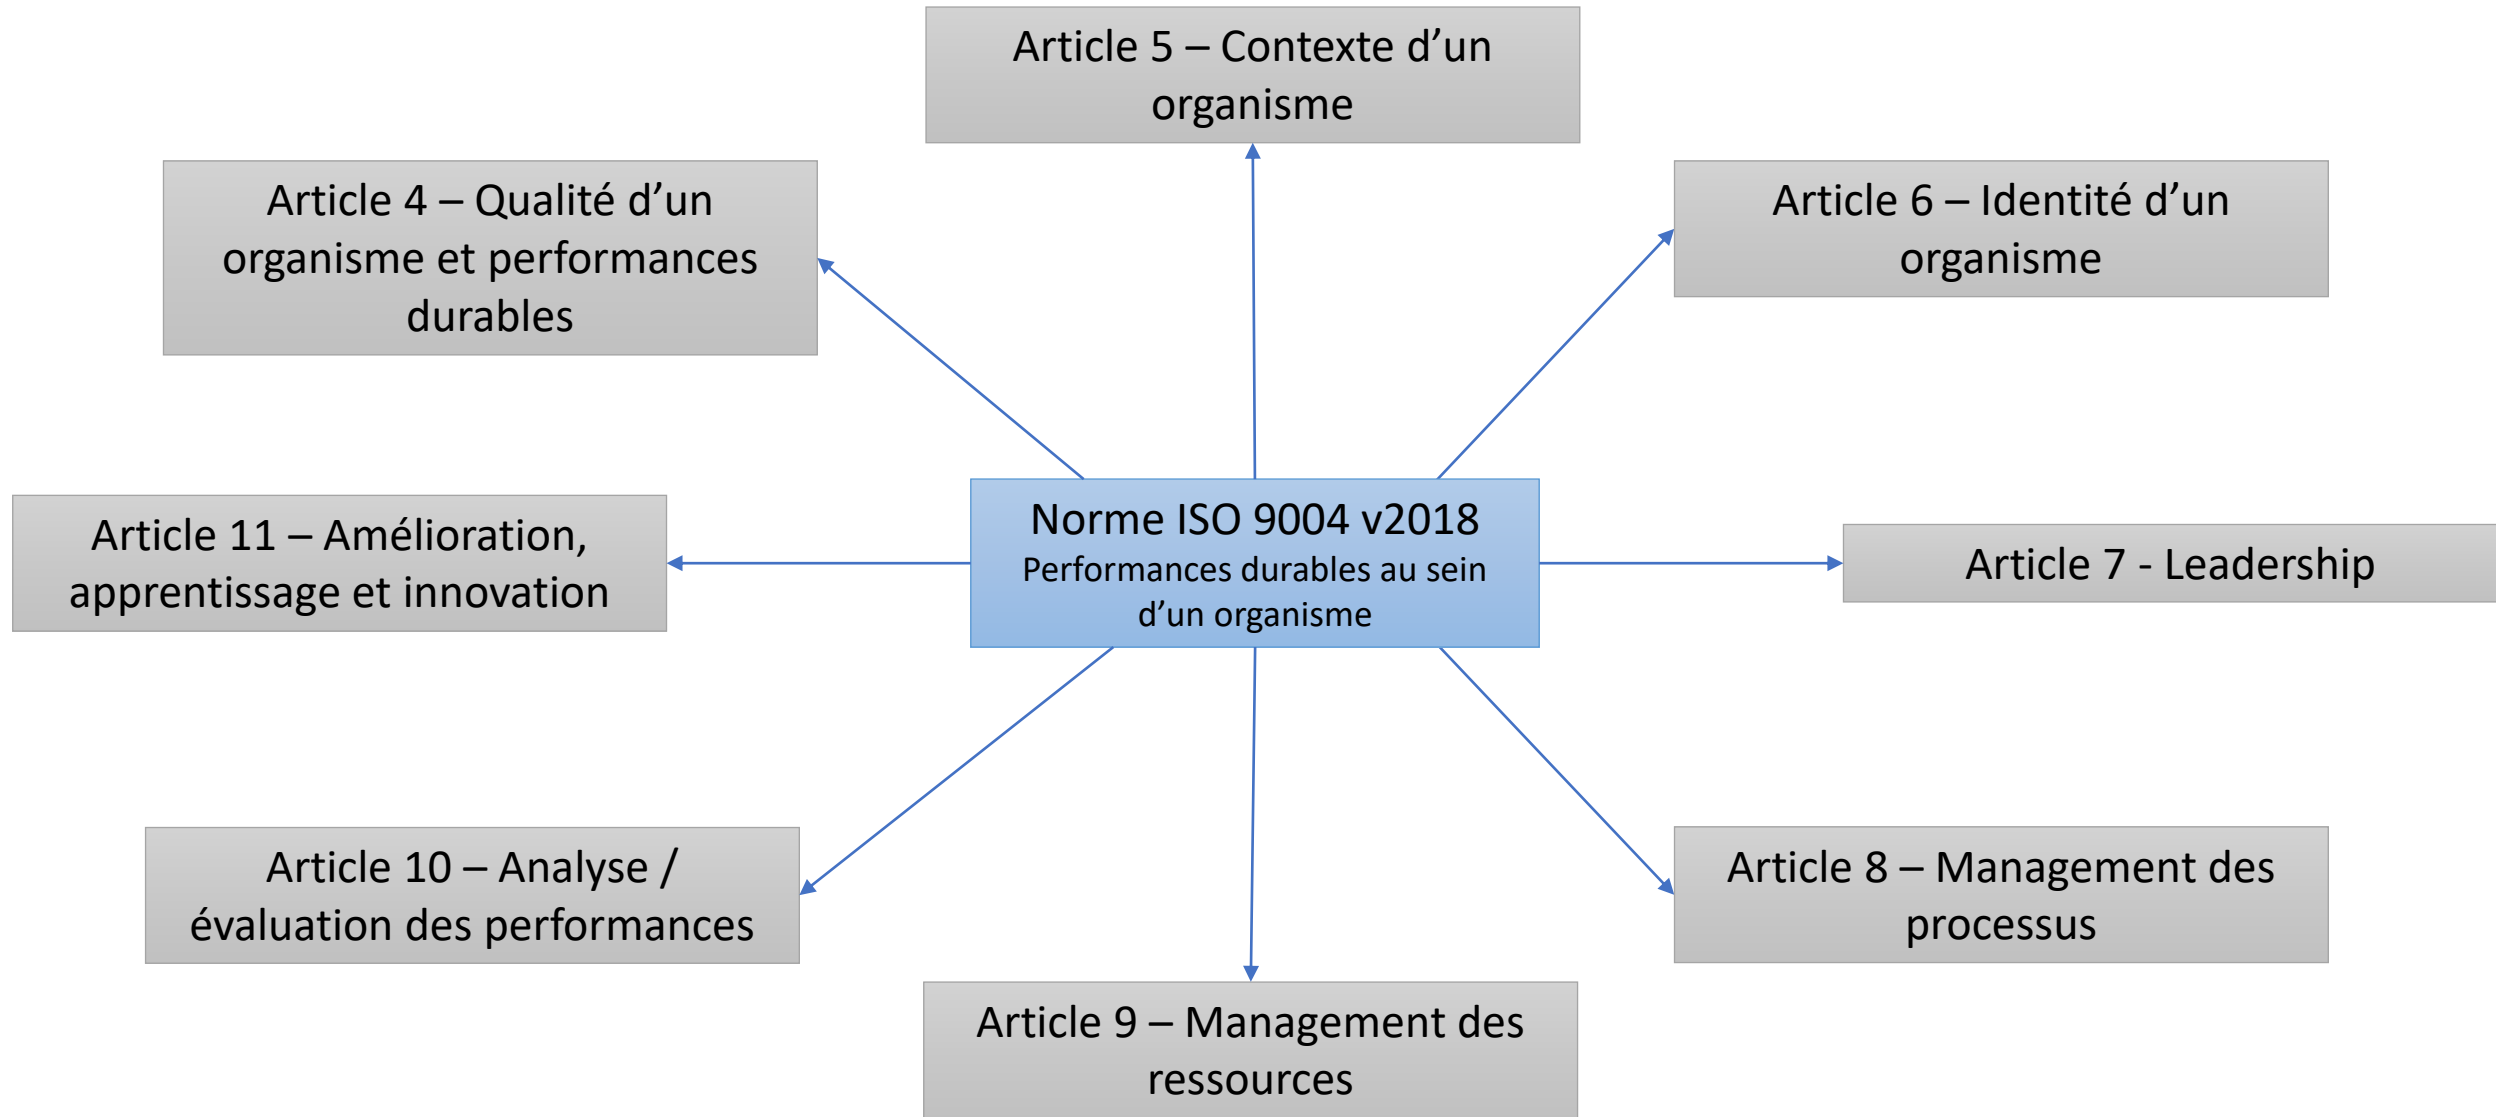 Article 5 – Contexte d’un
organisme
Article 4 – Qualité d’un
organisme et performances
durables
Article 6 – Identité d’un
organisme
Norme ISO 9004 v2018
Performances durables au sein
d’un organisme
Article 11 – Amélioration,
apprentissage et innovation
Article 7 - Leadership
Article 10 – Analyse /
évaluation des performances
Article 8 – Management des
processus
Article 9 – Management des
ressources